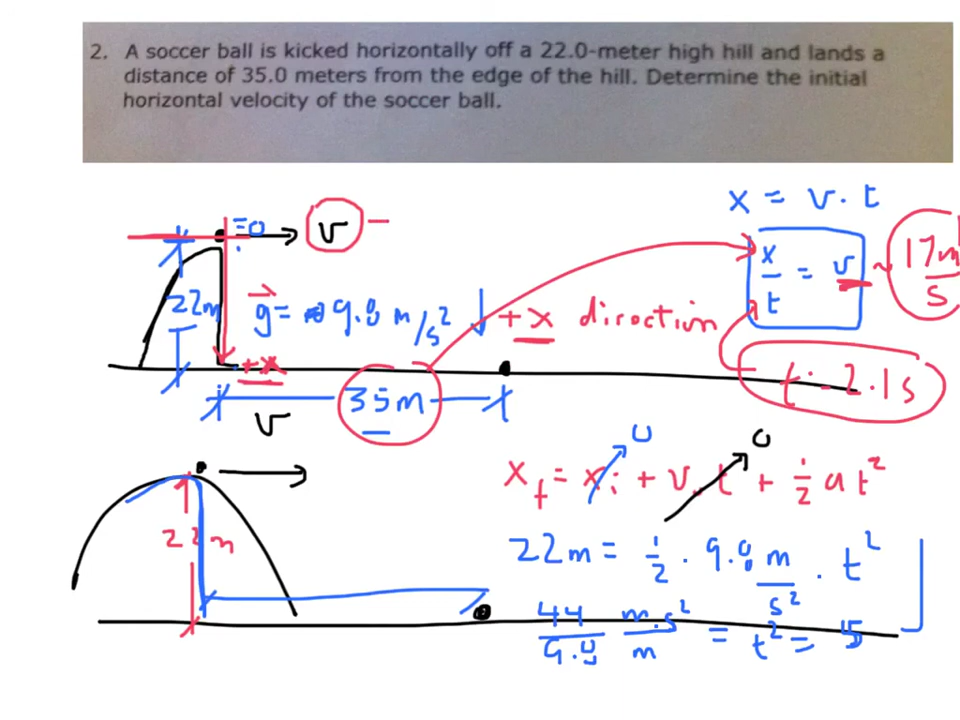 2. A soccer ball is kicked horizontally off a 22.0-meter high hill and lands a
distance of 35.0 meters from the edge of the hill. Determine the initial
horizontal velocity of the soccer ball.
x = v. t
=0
v
x/t = v
17m/s
22m
g = 9.8 m/s²
+x direction
+x
t = 2.1s
v
35m
0
0
x_f = x_i + v. t + 1/2 a t²
22m
22m = 1/2 . 9.8 m/s² . t²
44/9.8 m.s²/m = t² = 5